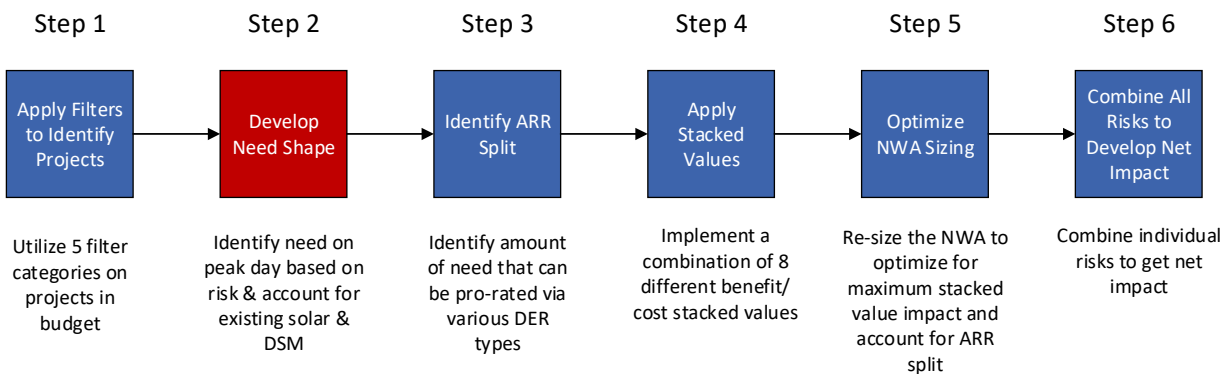 Step 1
Step 2
Step 3
Step 4
Step 5
Step 6
Apply Filters
to Identify
Projects
Develop
Need Shape
Identify ARR
Split
Apply
Stacked
Values
Optimize
NWA Sizing
Combine All
Risks to
Develop Net
Impact
Utilize 5 filter
categories on
projects in
budget
Identify need on
peak day based on
risk & account for
existing solar &
DSM
Identify amount
of need that can
be pro-rated via
various DER
types
Implement a
combination of 8
different benefit/
cost stacked values
Re-size the NWA to
optimize for
maximum stacked
value impact and
account for ARR
split
Combine individual
risks to get net
impact